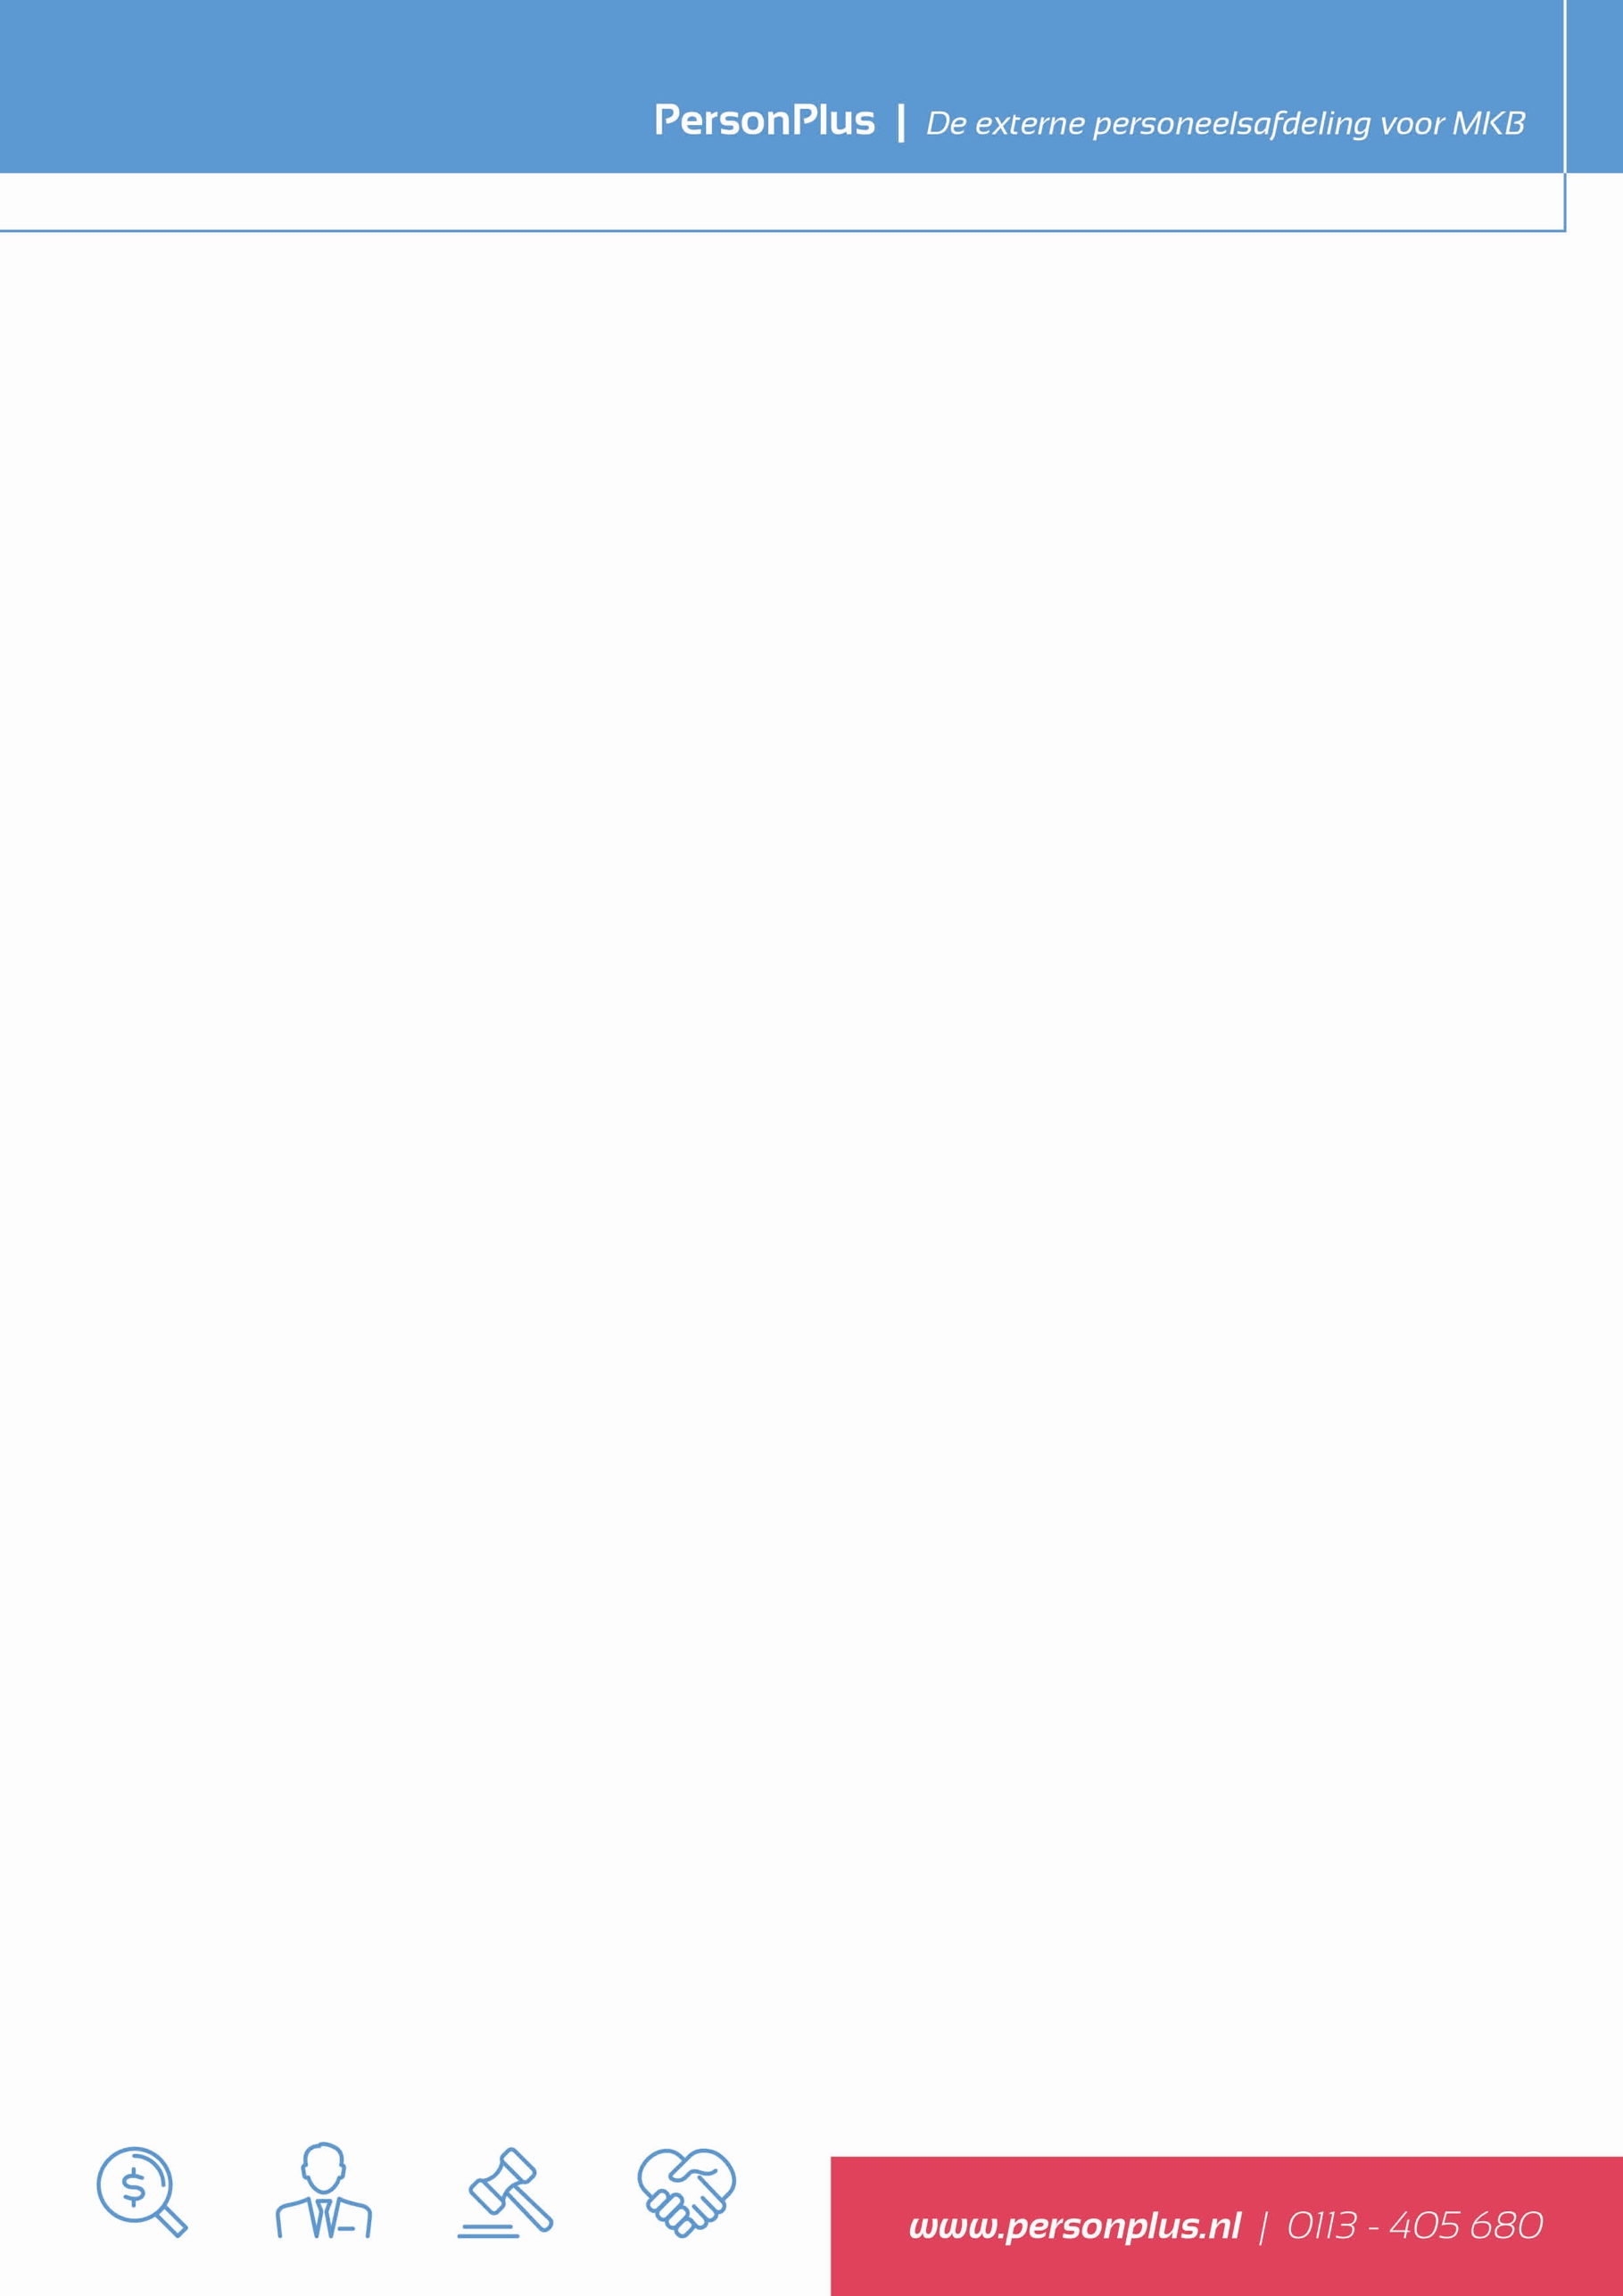 PersonPlus | De externe personeelsafdeling voor MKB
$
www.personplus.nl | 0113 - 405 680